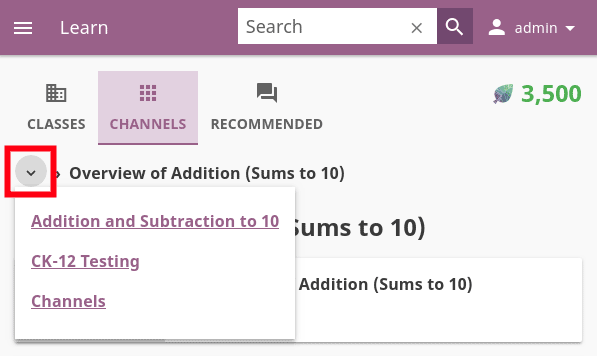 Learn
Search
admin
CLASSES
CHANNELS
RECOMMENDED
3,500
› Overview of Addition (Sums to 10)
Addition and Subtraction to 10
CK-12 Testing
Channels
Sums to 10)
Addition (Sums to 10)